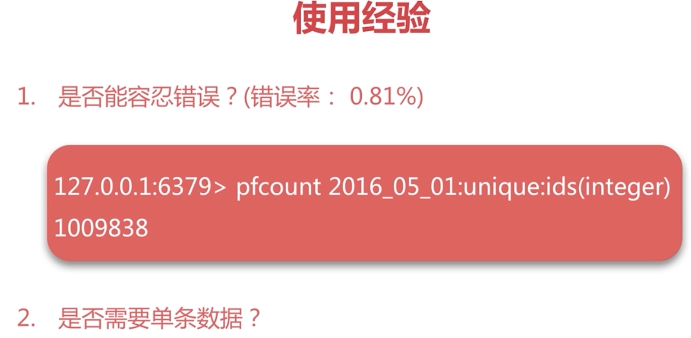 使用经验
1. 是否能容忍错误？(错误率： 0.81%)
127.0.0.1:6379> pfcount 2016_05_01:unique:ids(integer)
1009838
2. 是否需要单条数据？